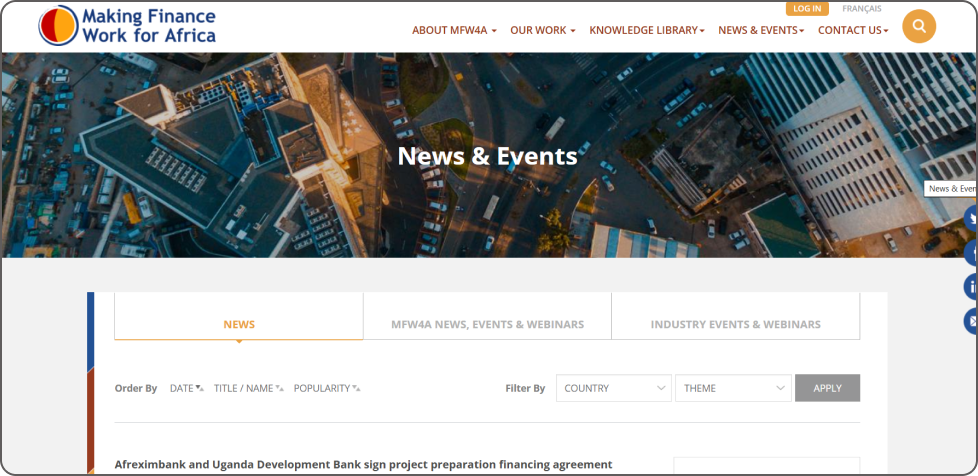 Making Finance
Work for Africa
LOG IN
FRANÇAIS
ABOUT MFW4A
OUR WORK
KNOWLEDGE LIBRARY
NEWS & EVENTS
CONTACT US
News & Events
News & Even
NEWS
MFW4A NEWS, EVENTS & WEBINARS
INDUSTRY EVENTS & WEBINARS
Order By DATE TITLE / NAME POPULARITY
Filter By COUNTRY THEME APPLY
Afreximbank and Uganda Development Bank sign project preparation financing agreement